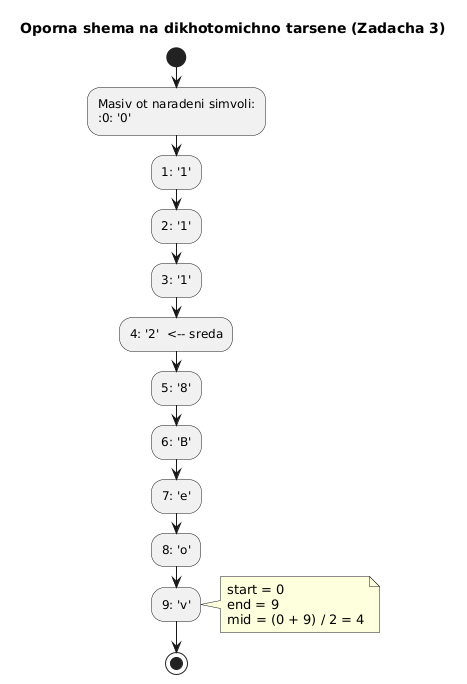 Oporna shema na dikhotomichno tarsene (Zadacha 3)
Masiv ot naradeni simvoli:
:0: '0'
1: '1'
2: '1'
3: '1'
4: '2'  <-- sreda
5: '8'
6: 'B'
7: 'e'
8: 'o'
9: 'v'
start = 0
end = 9
mid = (0 + 9) / 2 = 4